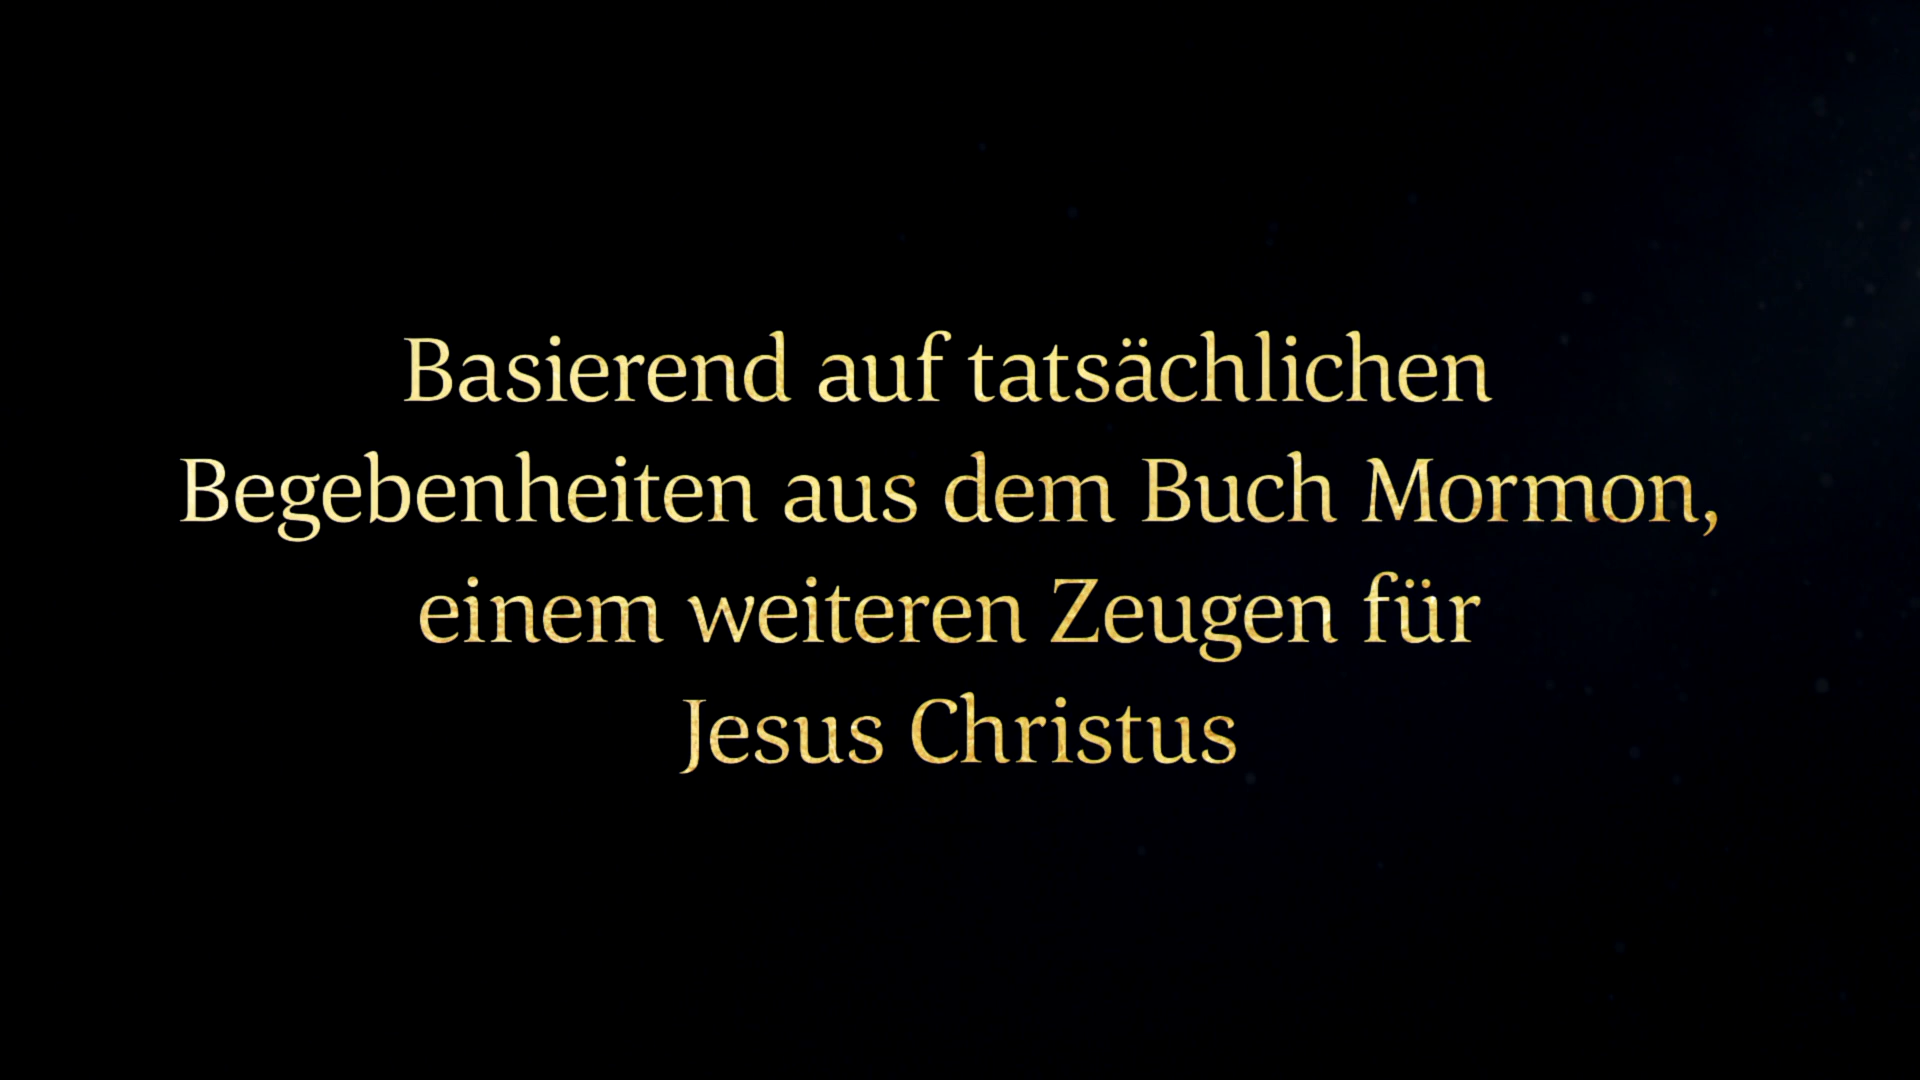 Basierend auf tatsächlichen
Begebenheiten aus dem Buch Mormon,
einem weiteren Zeugen für
Jesus Christus